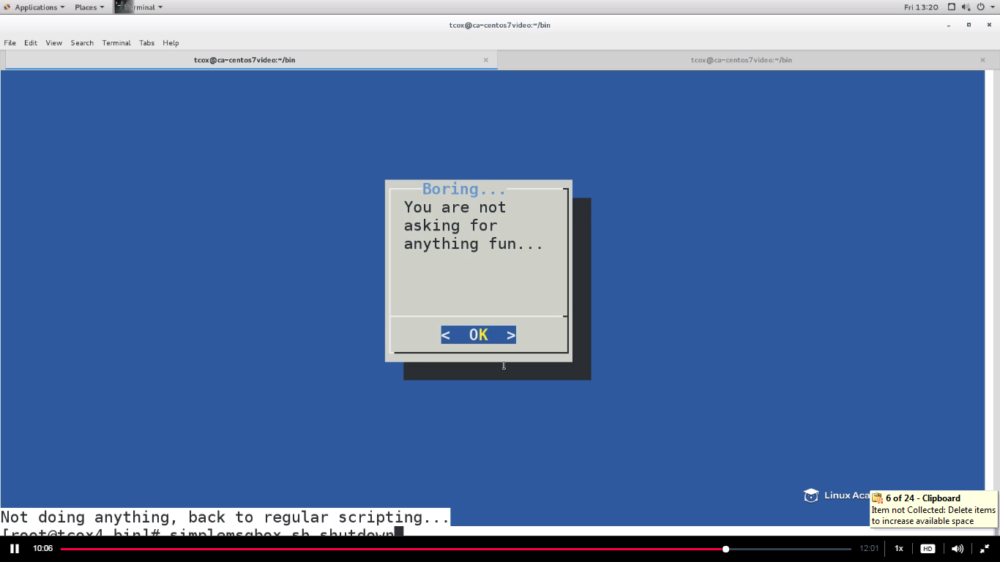 Applications Places Terminal Fri 13:20
tcox@ca-centos7video:~/bin
File Edit View Search Terminal Tabs Help
tcox@ca-centos7video:~/bin × tcox@ca-centos7video:~/bin ×
Boring...
You are not
asking for
anything fun...
< OK >
Linux
6 of 24 - Clipboard
Item not Collected: Delete items
to increase available space
Not doing anything, back to regular scripting...
[root@tcox4 bin]# simplemsgbox.sh shutdown
10:06 12:01 1x HD